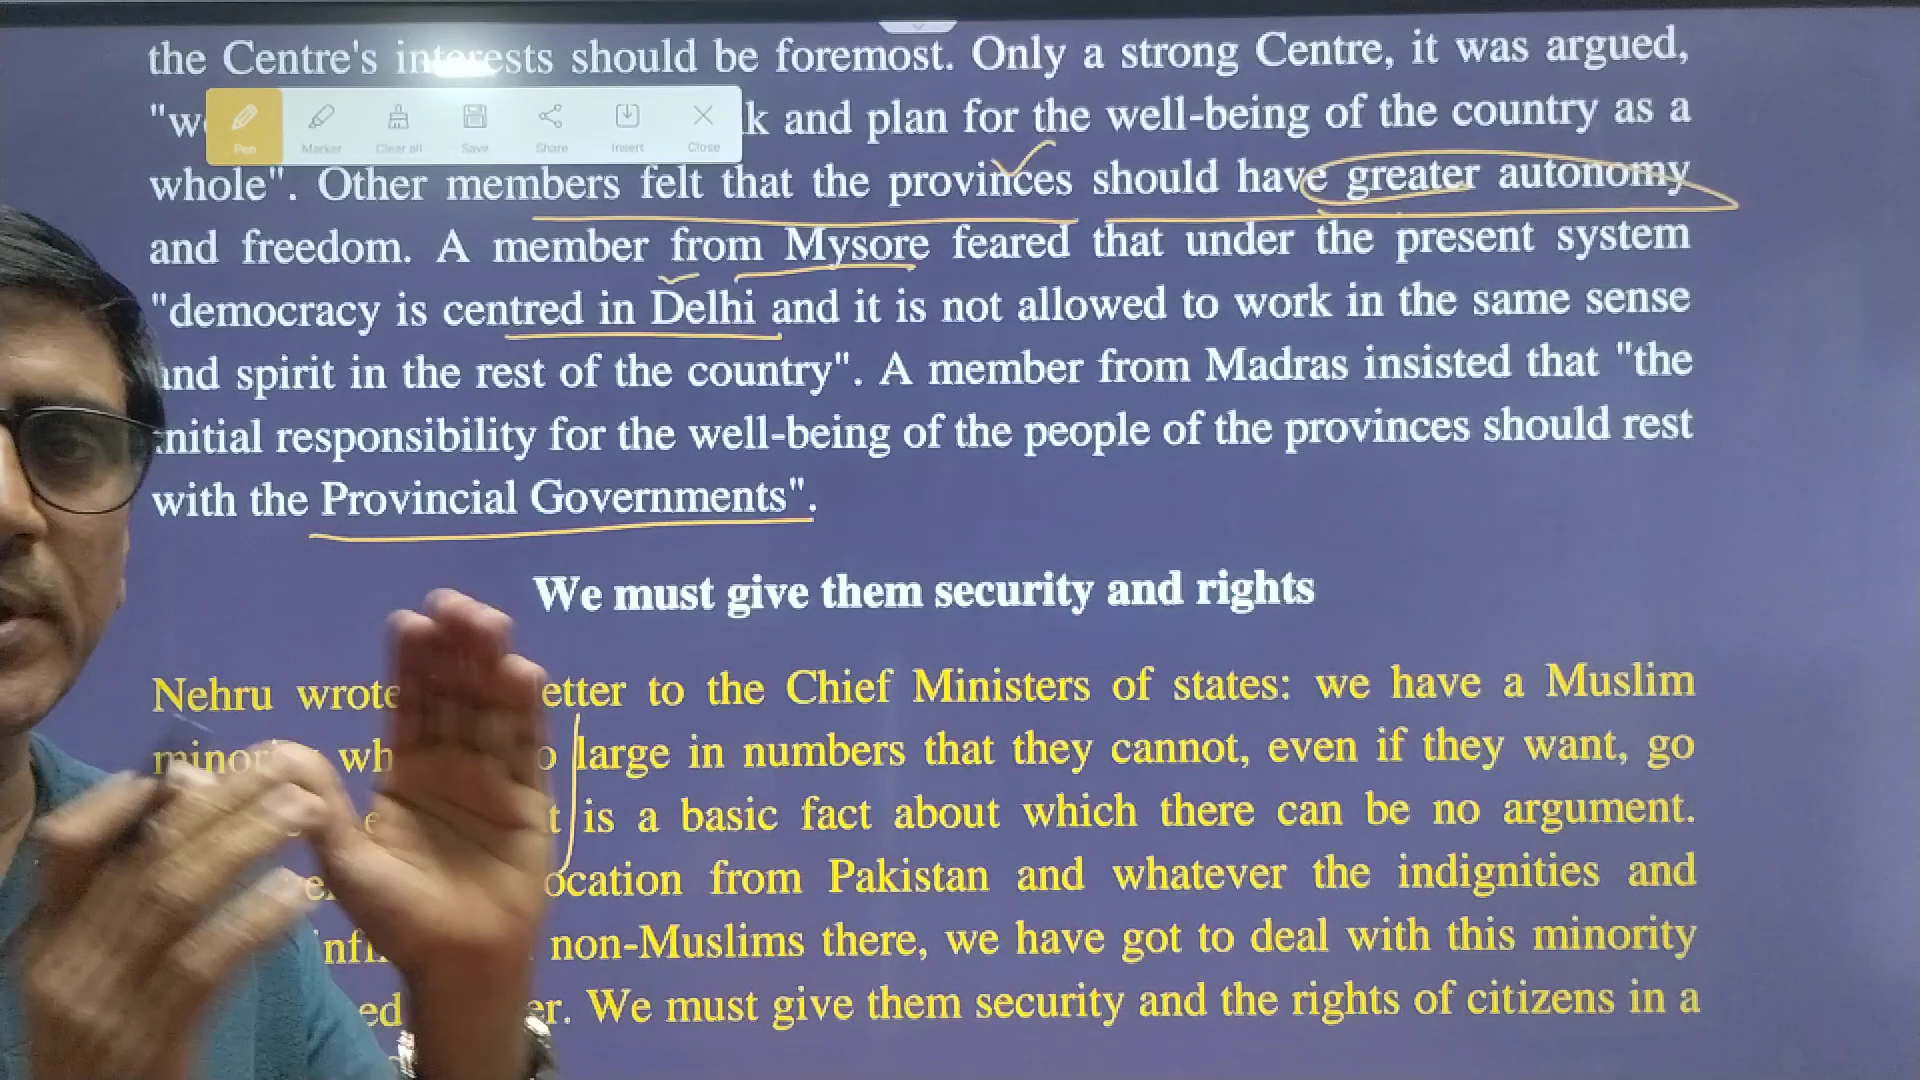 the Centre's interests should be foremost. Only a strong Centre, it was argued,
and plan for the well-being of the country as a
Pen Marker Clear all Save Share Insert Close
whole". Other members felt that the provinces should have greater autonomy
and freedom. A member from Mysore feared that under the present system
"democracy is centred in Delhi and it is not allowed to work in the same sense
and spirit in the rest of the country". A member from Madras insisted that "the
initial responsibility for the well-being of the people of the provinces should rest
with the Provincial Governments".
We must give them security and rights
Nehru wrote to the Chief Ministers of states: we have a Muslim
large in numbers that they cannot, even if they want, go
is a basic fact about which there can be no argument.
from Pakistan and whatever the indignities and
non-Muslims there, we have got to deal with this minority
We must give them security and the rights of citizens in a